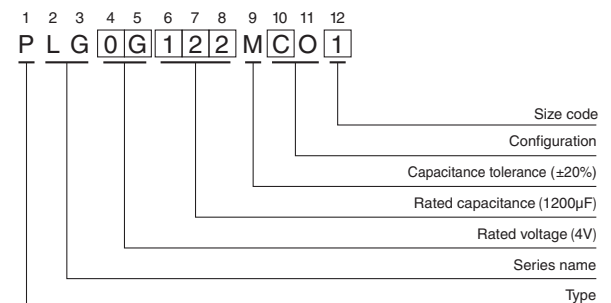 1 2 3 4 5 6 7 8 9 10 11 12
P L G 0 G 1 2 2 M C O 1
Size code
Configuration
Capacitance tolerance (±20%)
Rated capacitance (1200µF)
Rated voltage (4V)
Series name
Type